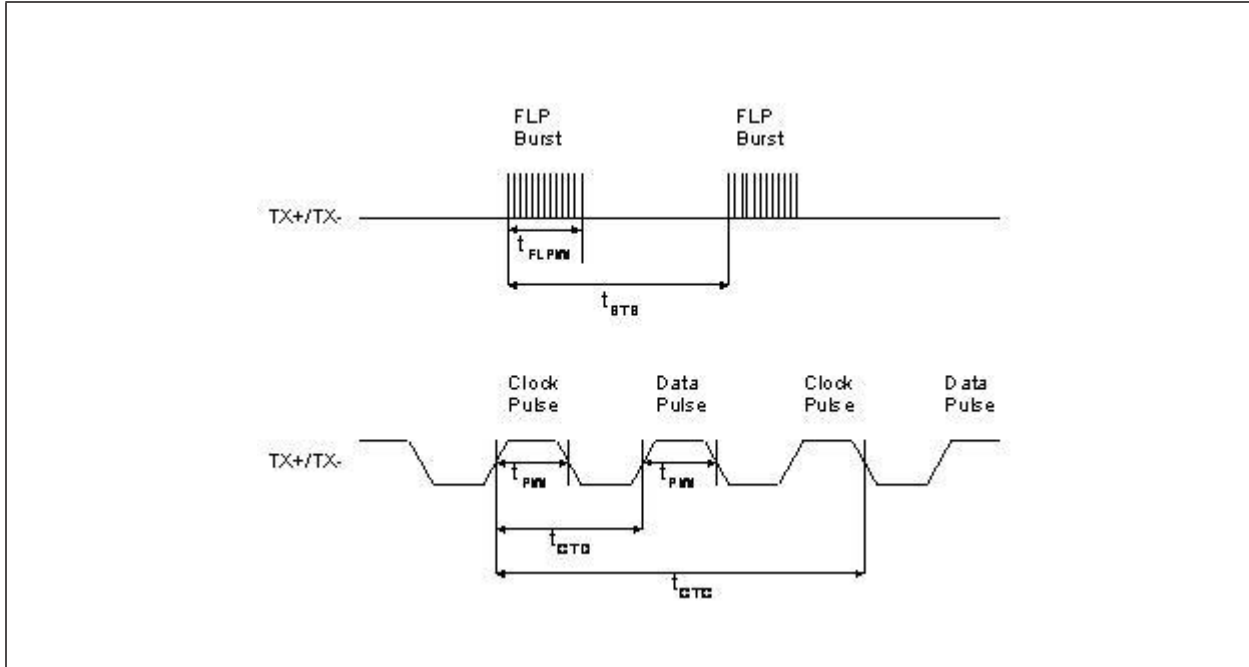 FLP
Burst
FLP
Burst
TX+/TX-
t FLPW
t BTB
Clock
Pulse
Data
Pulse
Clock
Pulse
Data
Pulse
TX+/TX-
t PW
t PW
t CTD
t CTC